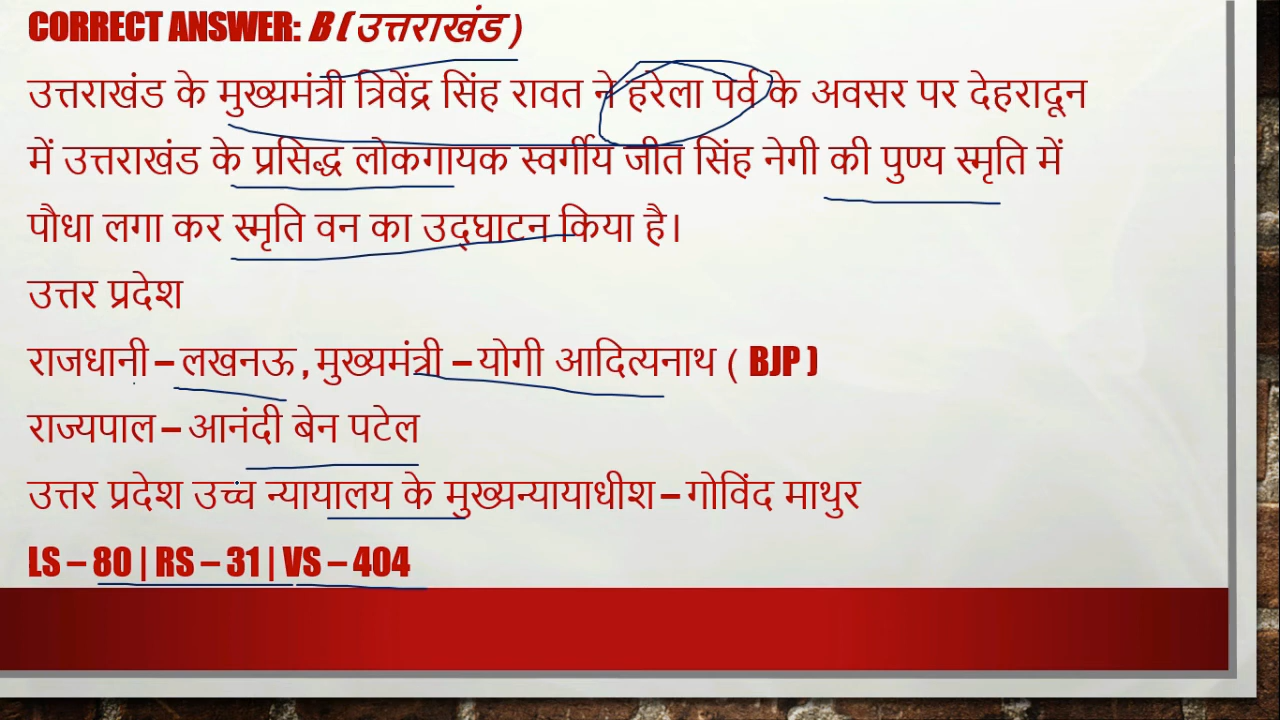 CORRECT ANSWER: B ( उत्तराखंड )
उत्तराखंड के मुख्यमंत्री त्रिवेंद्र सिंह रावत ने हरेला पर्व के अवसर पर देहरादून
में उत्तराखंड के प्रसिद्ध लोकगायक स्वर्गीय जीत सिंह नेगी की पुण्य स्मृति में
पौधा लगा कर स्मृति वन का उद्घाटन किया है।
उत्तर प्रदेश
राजधानी – लखनऊ , मुख्यमंत्री – योगी आदित्यनाथ ( BJP )
राज्यपाल – आनंदी बेन पटेल
उत्तर प्रदेश उच्च न्यायालय के मुख्यन्यायाधीश – गोविंद माथुर
LS – 80 | RS – 31 | VS – 404